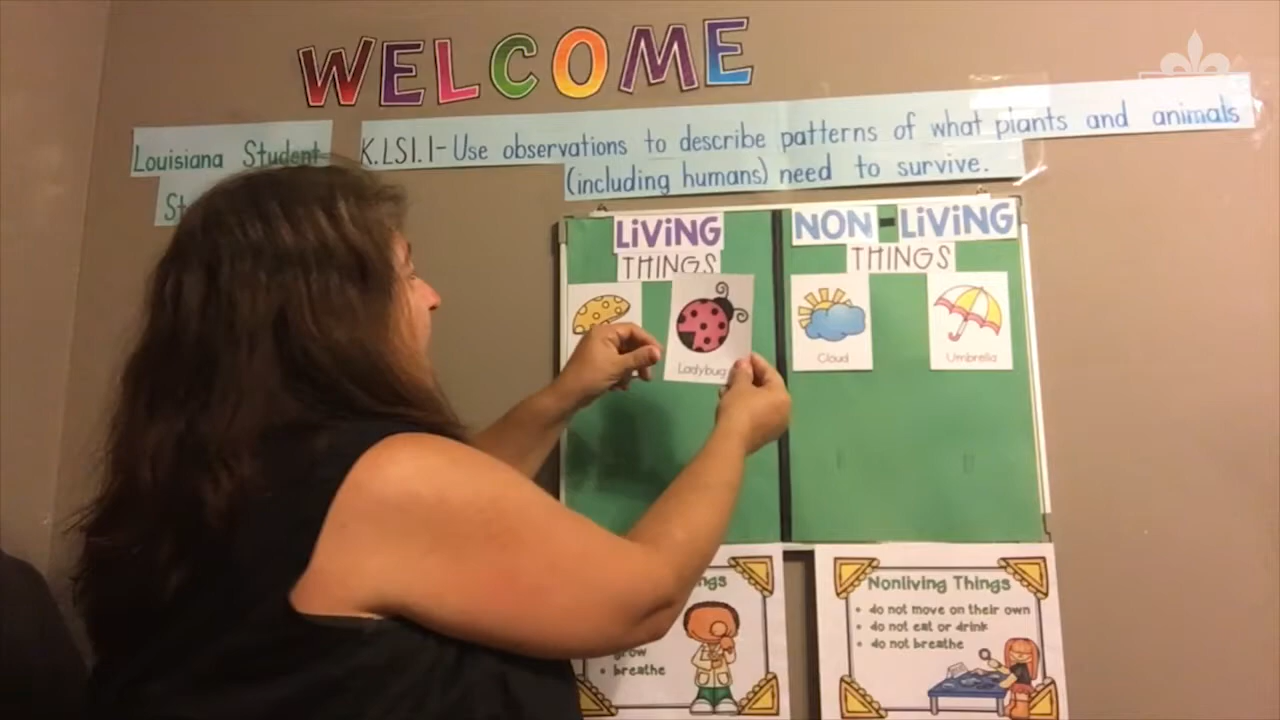 WELCOME
Louisiana Student
St
K.LS1.1-Use observations to describe patterns of what plants and animals
(including humans) need to survive.
LiViNG
THINGS
NON-LiViNG
THINGS
Ladybug
Cloud
Umbrella
ngs
grow
• breathe
Nonliving Things
• do not move on their own
• do not eat or drink
• do not breathe